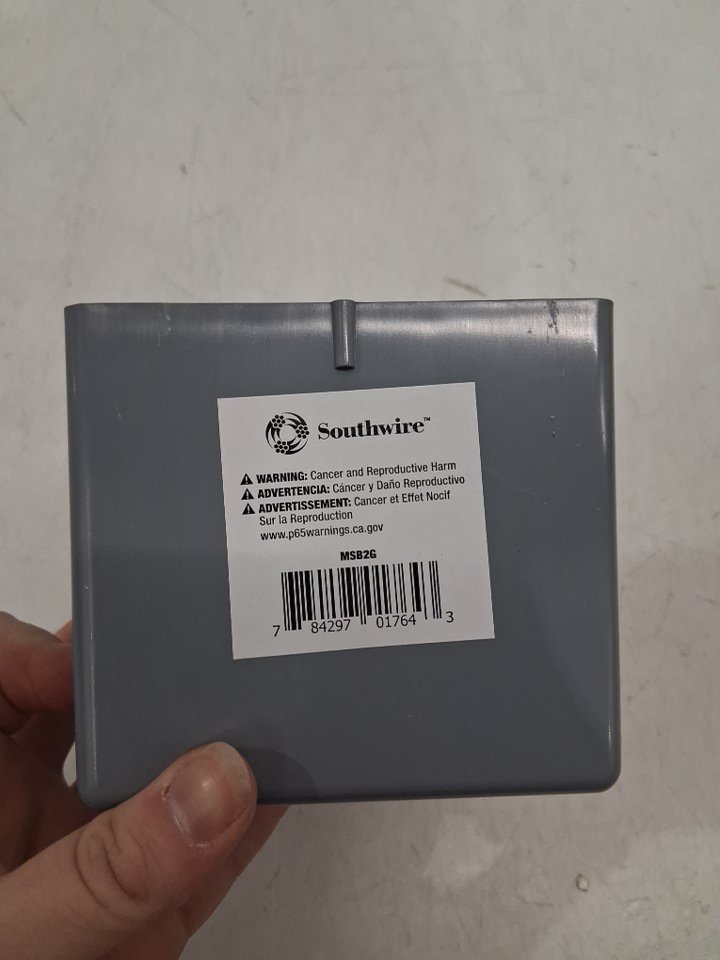 Southwire™
⚠ WARNING: Cancer and Reproductive Harm
⚠ ADVERTENCIA: Cáncer y Daño Reproductivo
⚠ ADVERTISSEMENT: Cancer et Effet Nocif
Sur la Reproduction
www.p65warnings.ca.gov
MSB2G
7 84297 01764 3